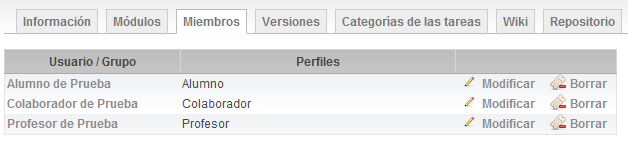 Información Módulos Miembros Versiones Categorías de las tareas Wiki Repositorio
Usuario / Grupo Perfiles
Alumno de Prueba Alumno Modificar Borrar
Colaborador de Prueba Colaborador Modificar Borrar
Profesor de Prueba Profesor Modificar Borrar